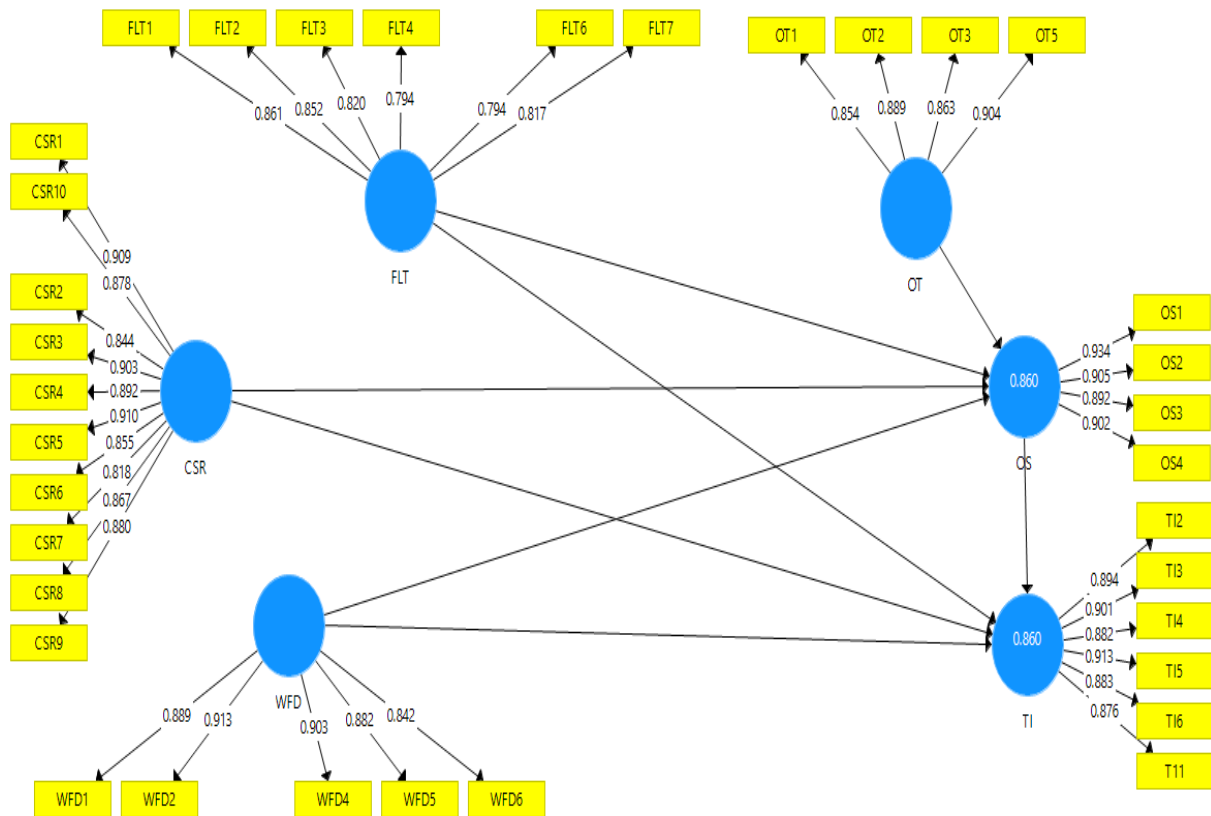 FLT1
FLT2
FLT3
FLT4
FLT6
FLT7
0.861
0.852
0.820
0.794
0.794
0.817
FLT
OT1
OT2
OT3
OT5
0.854
0.889
0.863
0.904
OT
CSR1
CSR10
CSR2
CSR3
CSR4
CSR5
CSR6
CSR7
CSR8
CSR9
0.909
0.878
0.844
0.903
0.892
0.910
0.855
0.818
0.867
0.880
CSR
0.860
OS
0.934
0.905
0.892
0.902
OS1
OS2
OS3
OS4
0.860
TI
0.894
0.901
0.882
0.913
0.883
0.876
TI2
TI3
TI4
TI5
TI6
T11
WFD
0.889
0.913
0.903
0.882
0.842
WFD1
WFD2
WFD4
WFD5
WFD6